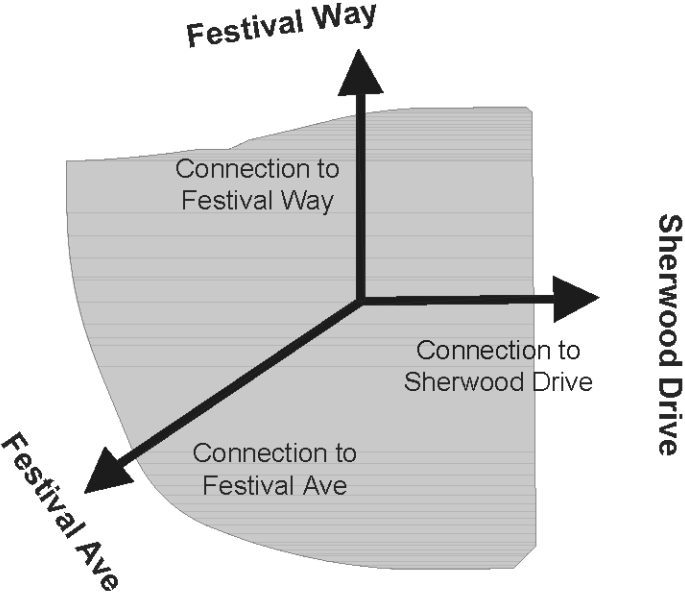 Festival Way
Connection to
Festival Way
Sherwood Drive
Connection to
Sherwood Drive
Connection to
Festival Ave
Festival Ave